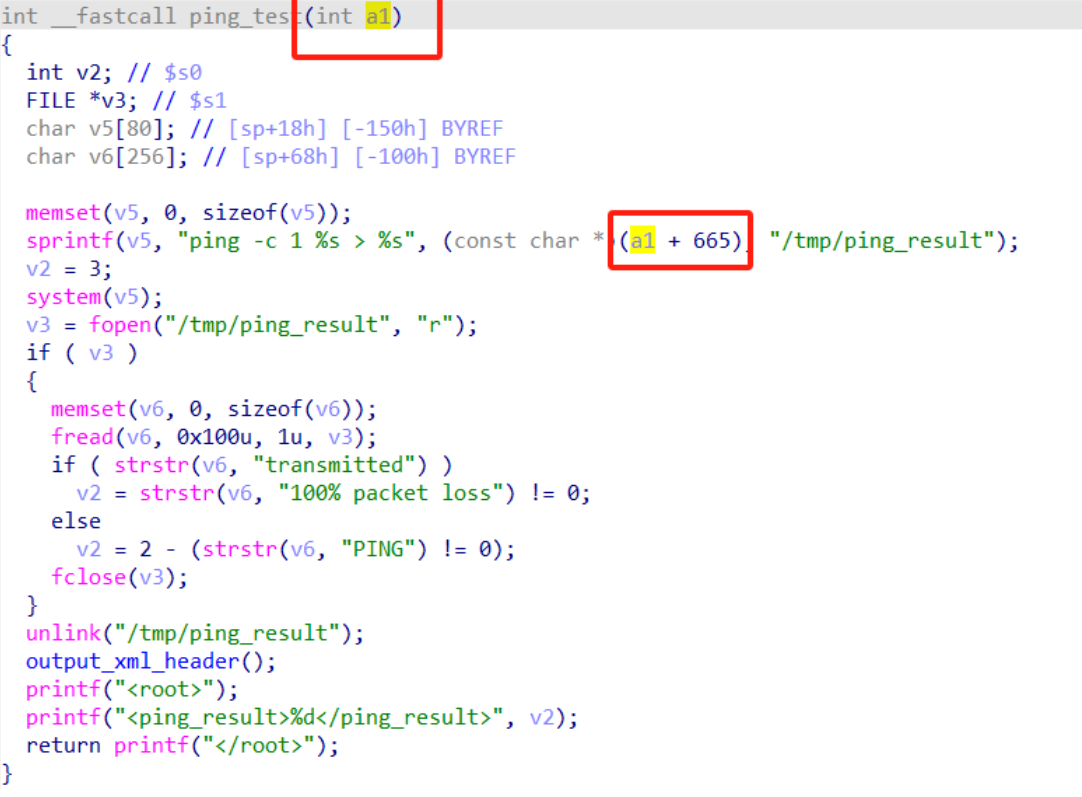 int __fastcall ping_test(int a1)
{
  int v2; // $s0
  FILE *v3; // $s1
  char v5[80]; // [sp+18h] [-150h] BYREF
  char v6[256]; // [sp+68h] [-100h] BYREF

  memset(v5, 0, sizeof(v5));
  sprintf(v5, "ping -c 1 %s > %s", (const char *)(a1 + 665), "/tmp/ping_result");
  v2 = 3;
  system(v5);
  v3 = fopen("/tmp/ping_result", "r");
  if ( v3 )
  {
    memset(v6, 0, sizeof(v6));
    fread(v6, 0x100u, 1u, v3);
    if ( strstr(v6, "transmitted") )
      v2 = strstr(v6, "100% packet loss") != 0;
    else
      v2 = 2 - (strstr(v6, "PING") != 0);
    fclose(v3);
  }
  unlink("/tmp/ping_result");
  output_xml_header();
  printf("<root>");
  printf("<ping_result>%d</ping_result>", v2);
  return printf("</root>");
}